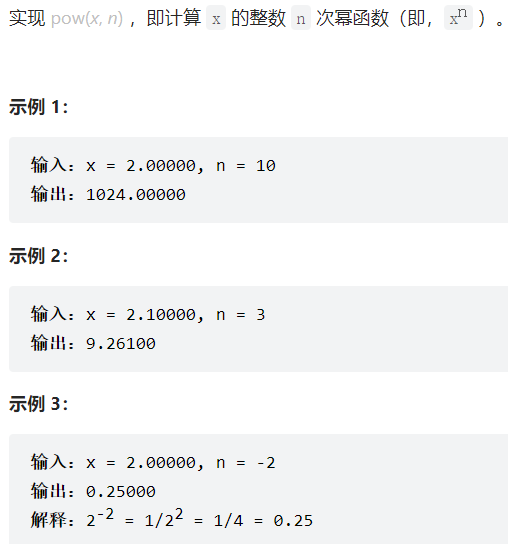 实现 pow(x, n) ，即计算 x 的整数 n 次幂函数（即，xⁿ ）。
示例 1：
输入：x = 2.00000, n = 10
输出：1024.00000
示例 2：
输入：x = 2.10000, n = 3
输出：9.26100
示例 3：
输入：x = 2.00000, n = -2
输出：0.25000
解释：2⁻² = 1/2² = 1/4 = 0.25